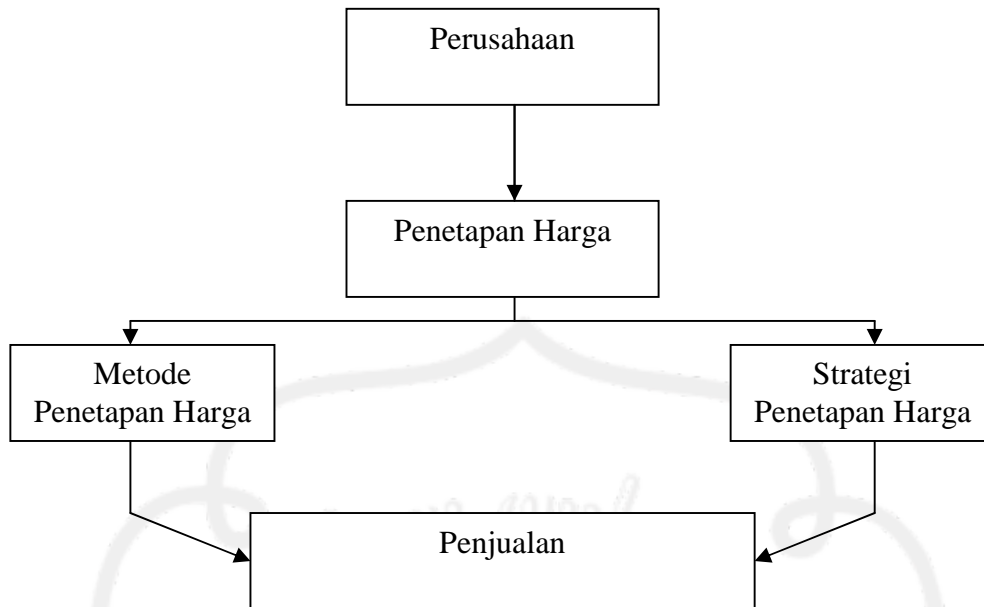 Perusahaan
Penetapan Harga
Metode
Penetapan Harga
Strategi
Penetapan Harga
Penjualan